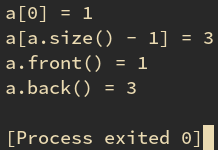 a[0] = 1
a[a.size() - 1] = 3
a.front() = 1
a.back() = 3
[Process exited 0]